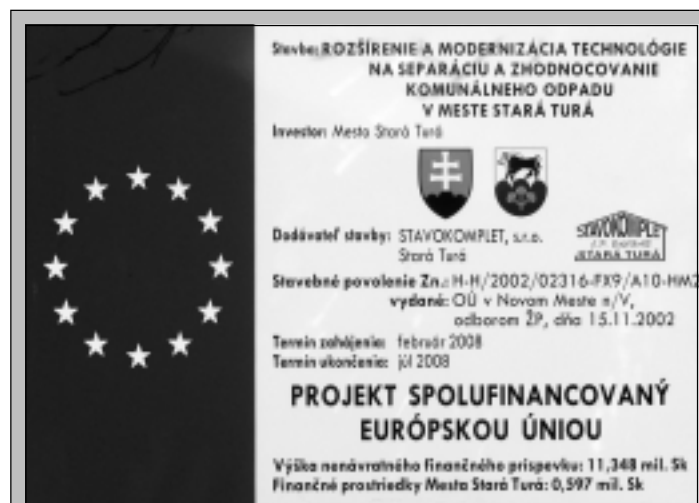 Stavba: ROZŠÍRENIE A MODERNIZÁCIA TECHNOLÓGIE
NA SEPARÁCIU A ZHODNOCOVANIE
KOMUNÁLNEHO ODPADU
V MESTE STARÁ TURÁ
Investor: Mesto Stará Turá
Dodávateľ stavby: STAVOKOMPLET, s.r.o.
Stará Turá
STAVOKOMPLET
STARÁ TURÁ
Stavebné povolenie Zn.: H-H/2002/02316-FX9/A10-HM2
vydané: OÚ v Novom Meste n/V,
odborom ŽP, dňa 15.11.2002
Termín zahájenia: február 2008
Termín ukončenia: júl 2008
PROJEKT SPOLUFINANCOVANÝ
EURÓPSKOU ÚNIOU
Výška nenávratného finančného príspevku: 11,348 mil. Sk
Finančné prostriedky Mesta Stará Turá: 0,597 mil. Sk